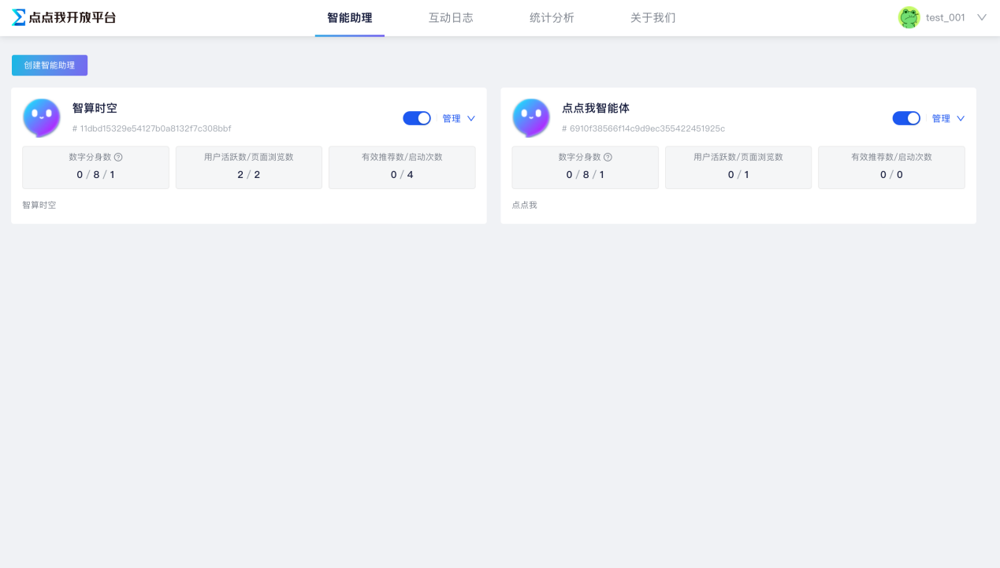 点点我开放平台
智能助理
互动日志
统计分析
关于我们
test_001
创建智能助理
智算时空
# 11dbd15329e54127b0a8132f7c308bbf
管理
数字分身数
0 / 8 / 1
用户活跃数/页面浏览数
2 / 2
有效推荐数/启动次数
0 / 4
智算时空
点点我智能体
# 6910f38566f14c9d9ec355422451925c
管理
数字分身数
0 / 8 / 1
用户活跃数/页面浏览数
0 / 1
有效推荐数/启动次数
0 / 0
点点我